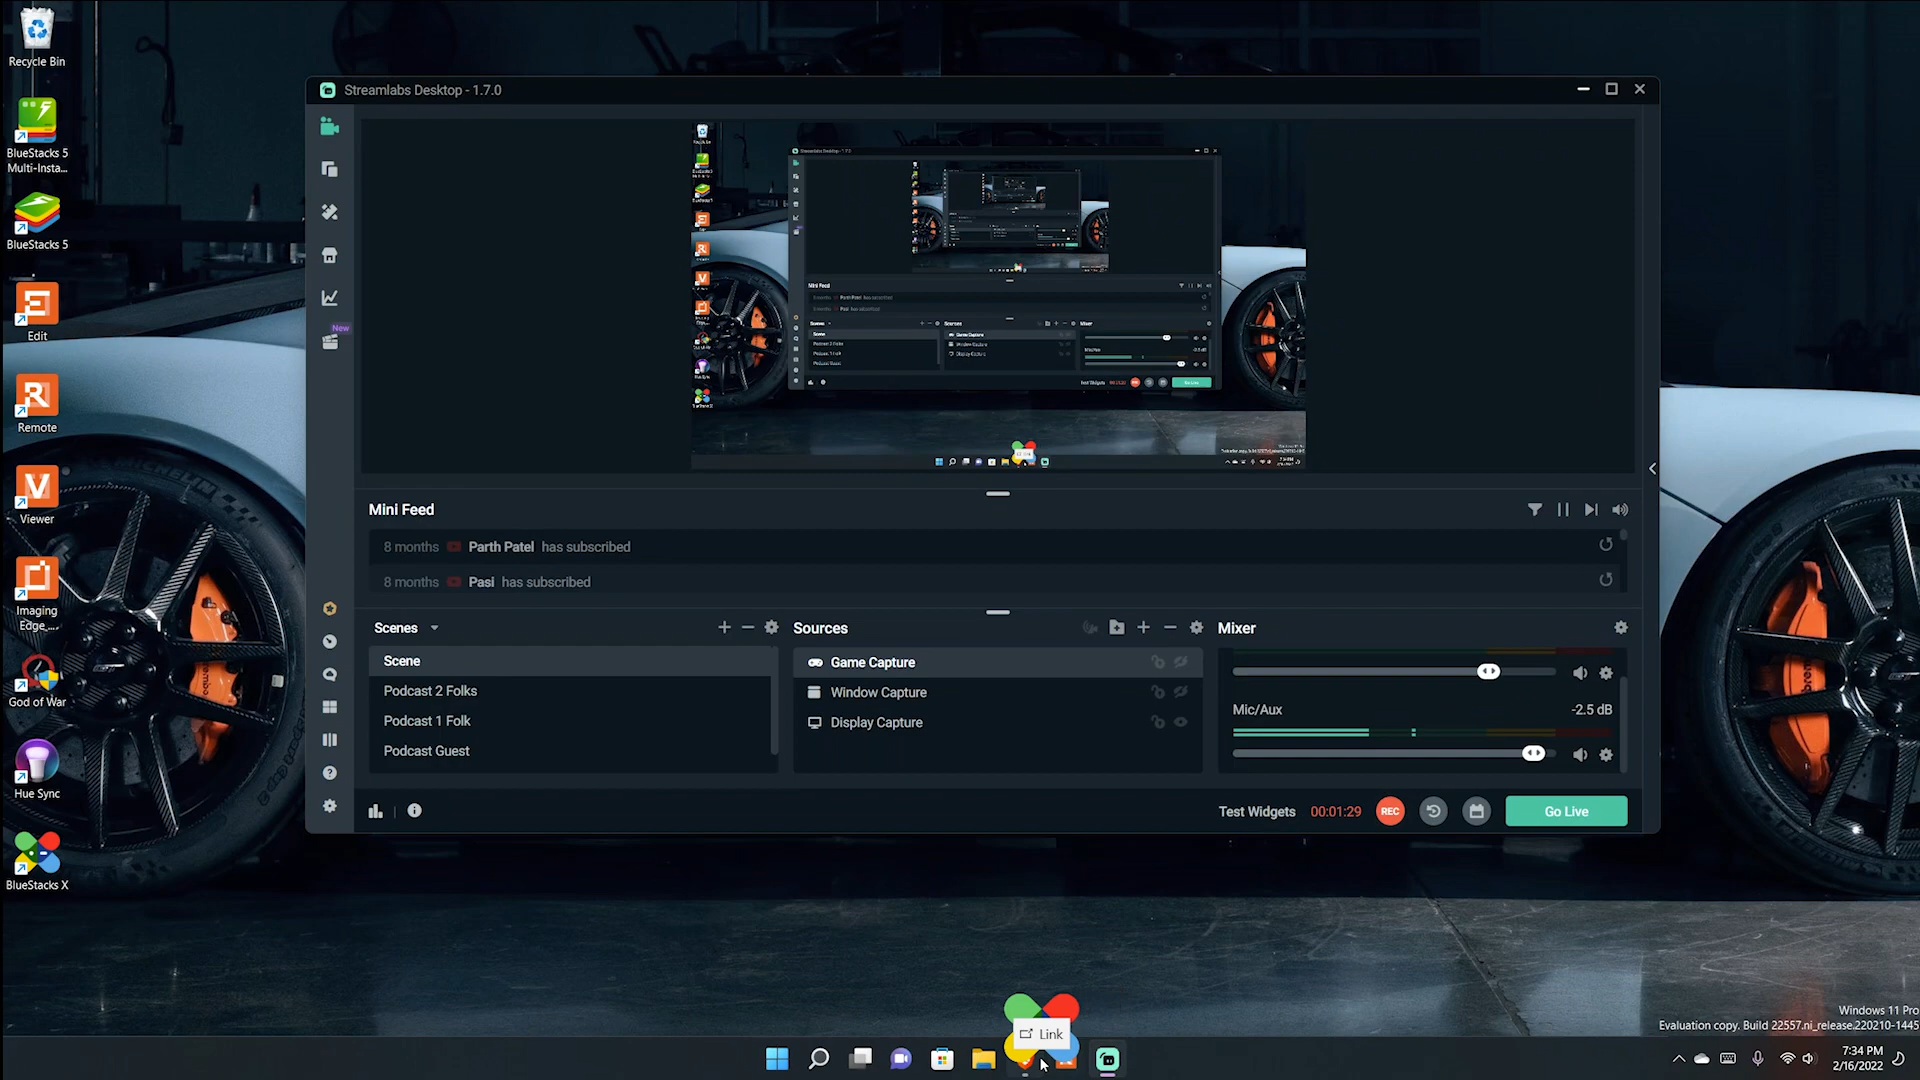 Recycle Bin
BlueStacks 5
Multi-Insta...
BlueStacks 5
Edit
Remote
Viewer
Imaging
Edge_...
God of War
Hue Sync
BlueStacks X
Streamlabs Desktop - 1.7.0
New
Mini Feed
8 months Parth Patel has subscribed
8 months Pasi has subscribed
Scenes
Scene
Podcast 2 Folks
Podcast 1 Folk
Podcast Guest
Sources
Game Capture
Window Capture
Display Capture
Mixer
Mic/Aux -2.5 dB
Test Widgets 00:01:29 REC Go Live
Link
Windows 11 Pro
Evaluation copy. Build 22557.ni_release.220210-1445
7:34 PM
2/16/2022